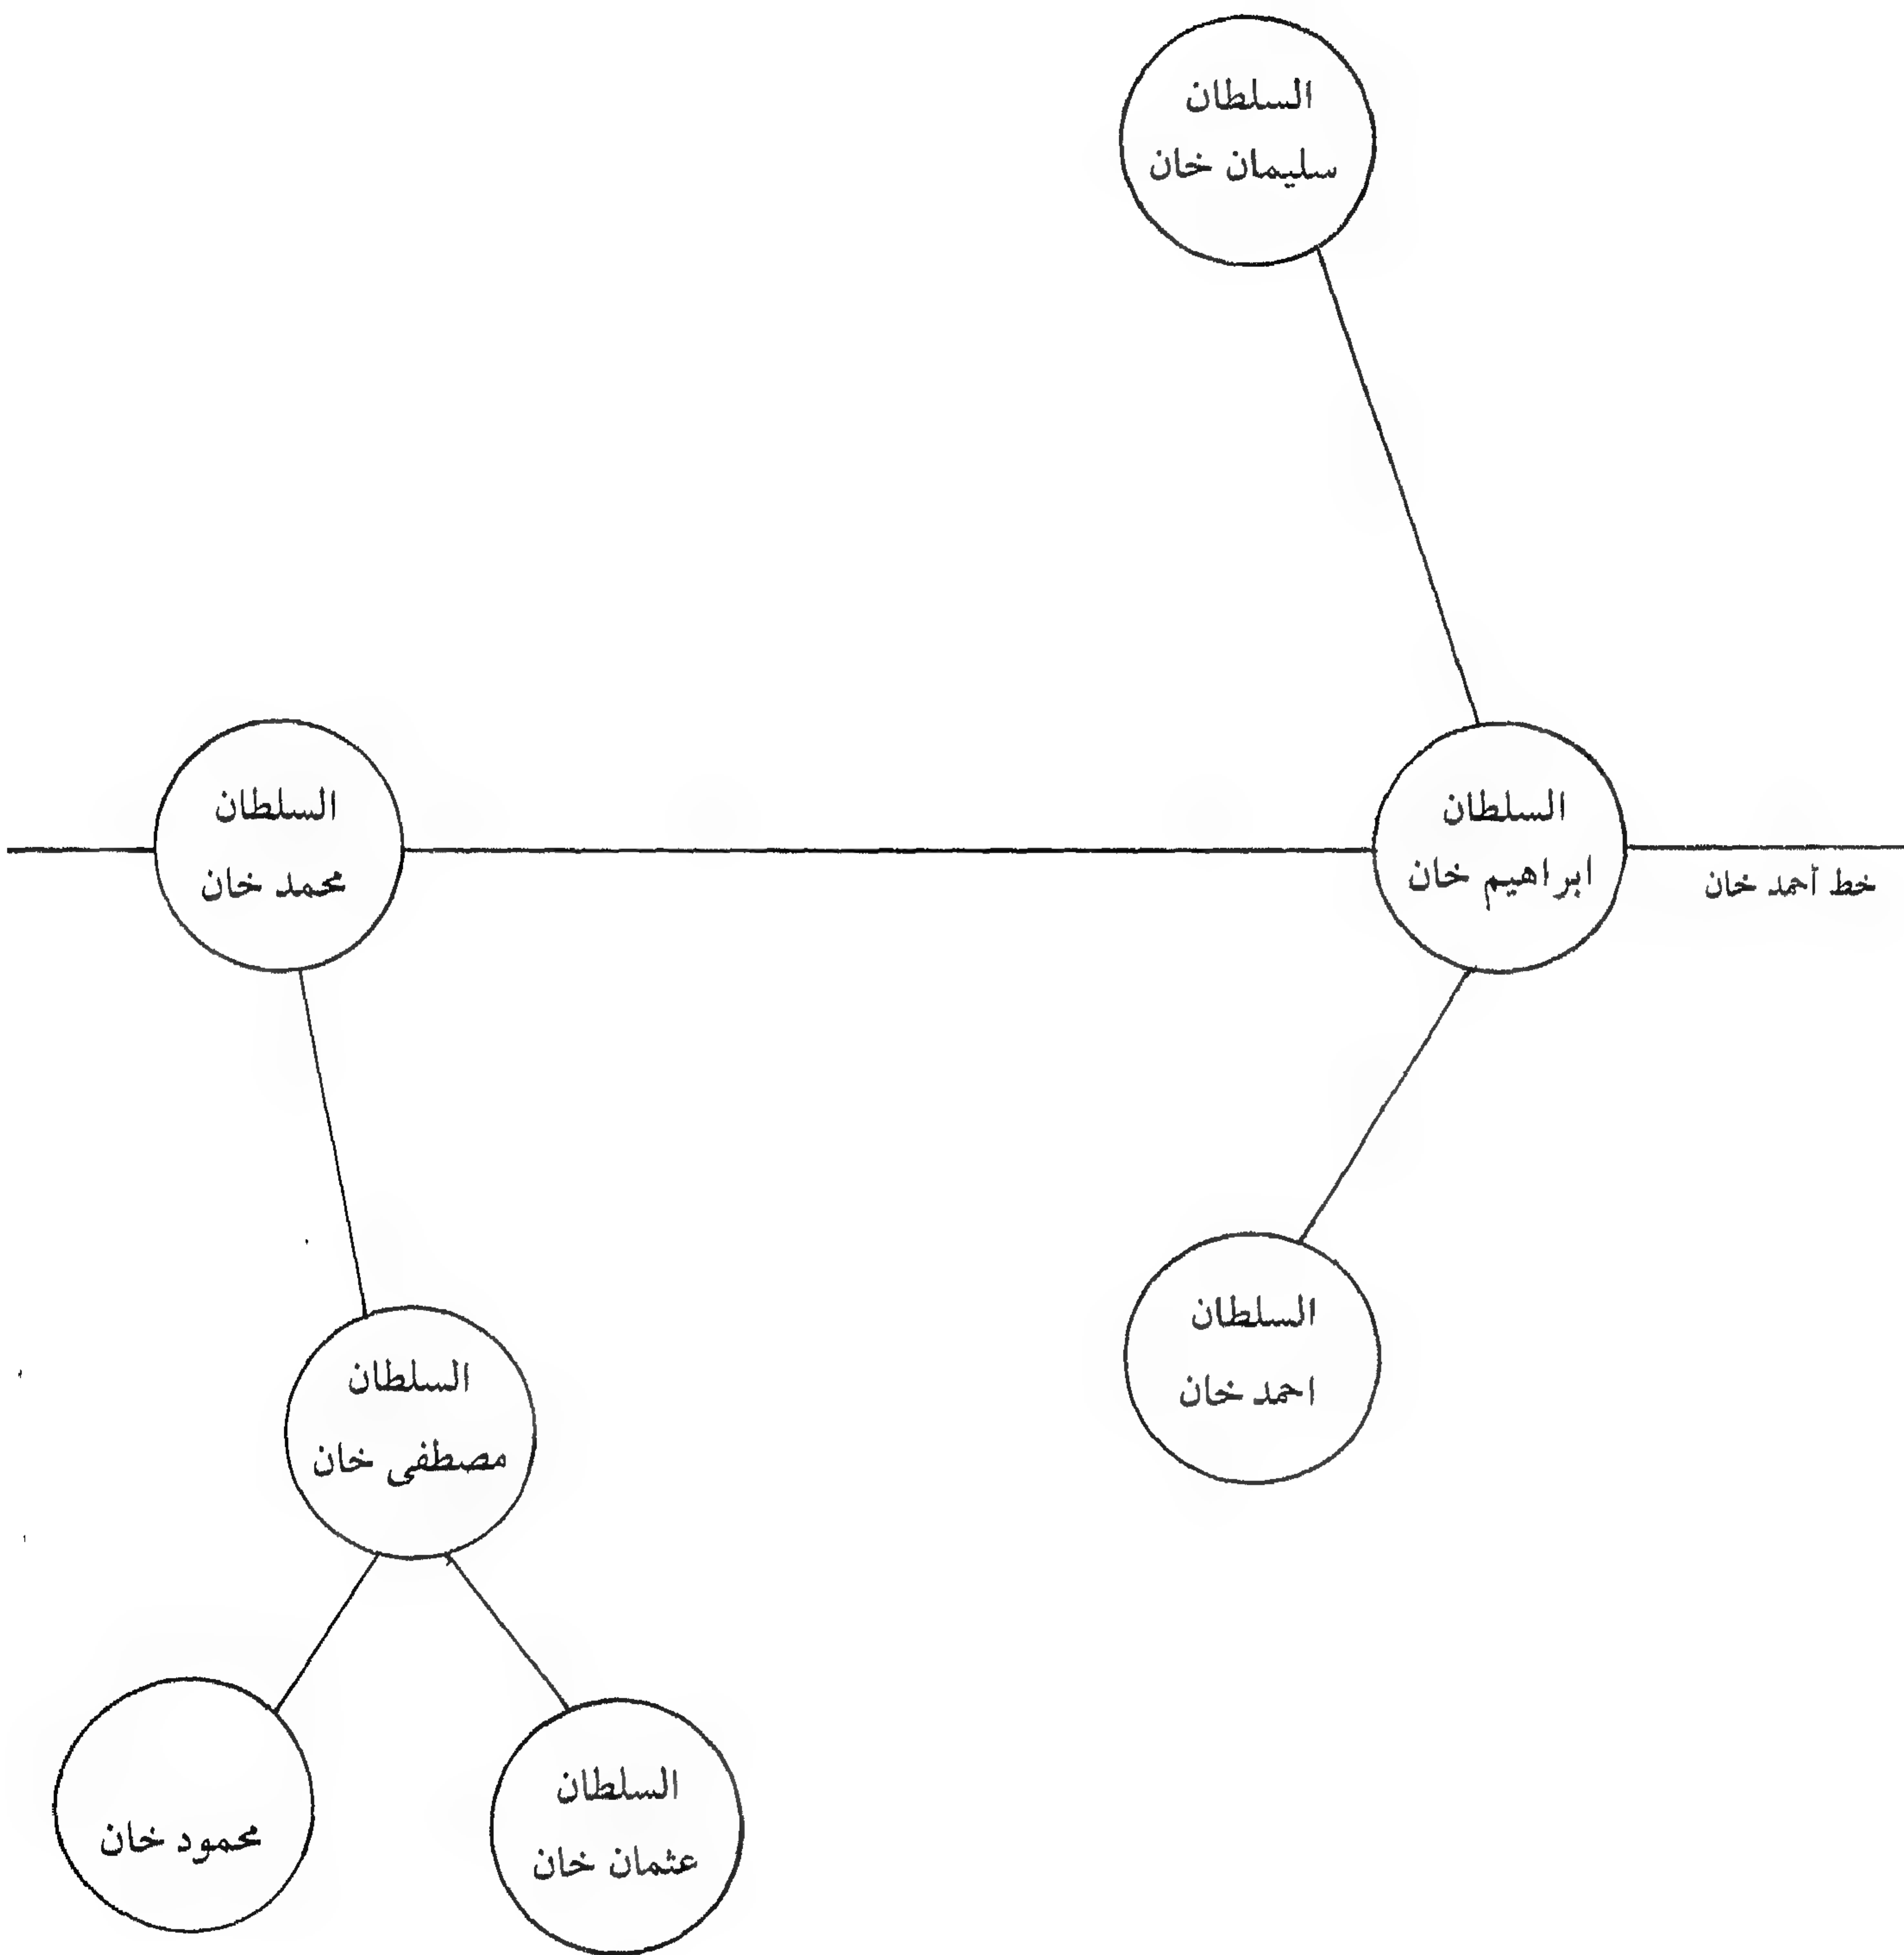 السلطان
سليمان خان
السلطان
ابراهيم خان
خط أحمد خان
السلطان
محمد خان
السلطان
احمد خان
السلطان
مصطفى خان
السلطان
عثمان خان
محمود خان